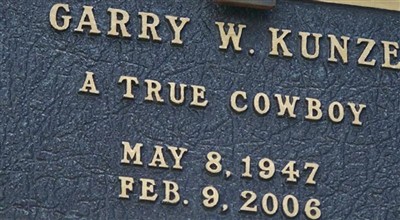 GARRY W. KUNZE
A TRUE COWBOY
MAY 8, 1947
FEB. 9, 2006